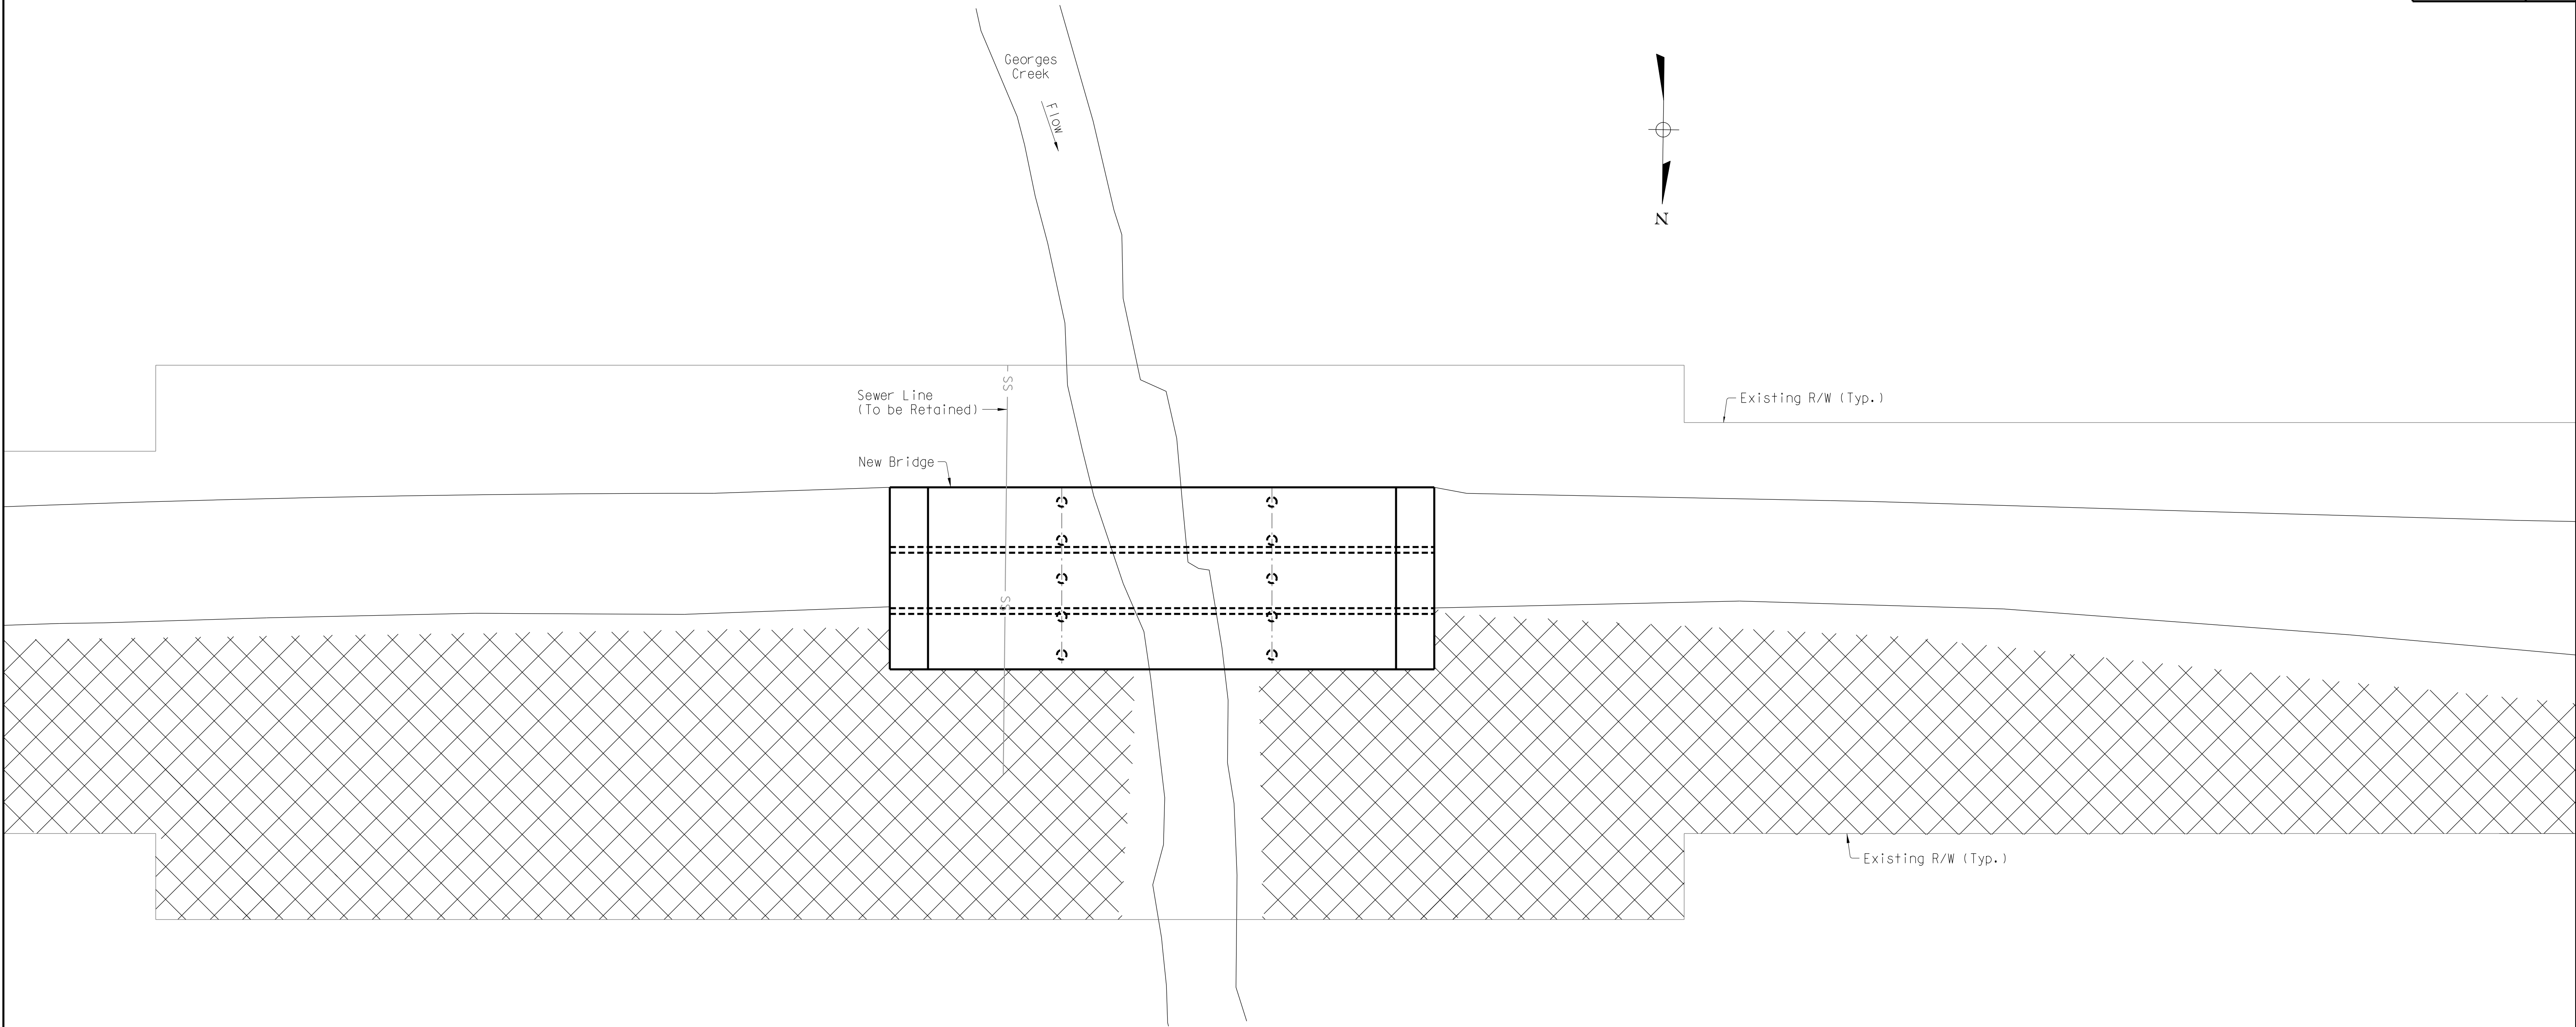 Georges
Creek
Flow
N
SS
Sewer Line
(To be Retained)
Existing R/W (Typ.)
New Bridge
SS
Existing R/W (Typ.)